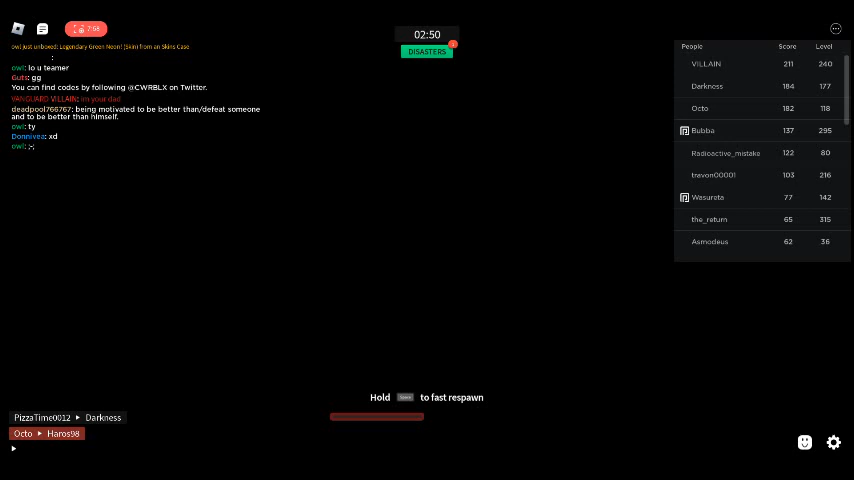 7:58
02:50
DISASTERS
owl just unboxed: Legendary Green Neon! (Skin) from an Skins Case
:
owl: lo u teamer
Guts: gg
You can find codes by following @CWRBLX on Twitter.
VANGUARD VILLAIN: im your dad
deadpool766767: being motivated to be better than/defeat someone
and to be better than himself.
owl: ty
Donnivea: xd
owl: ;-;
People Score Level
VILLAIN 211 240
Darkness 184 177
Octo 182 118
Bubba 137 295
Radioactive_mistake 122 80
travon00001 103 216
Wasureta 77 142
the_return 65 315
Asmodeus 62 36
Hold Space to fast respawn
PizzaTime0012 Darkness
Octo Haros98